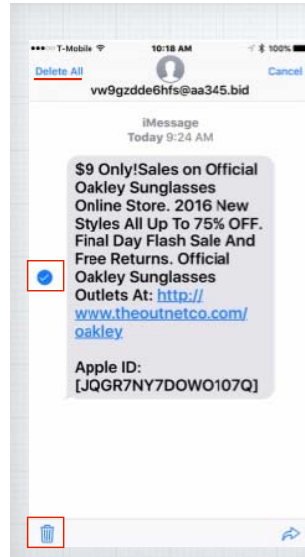 T-Mobile 10:18 AM 100%
Delete All Cancel
vw9gzdde6hfs@aa345.bid
iMessage
Today 9:24 AM
$9 Only!Sales on Official
Oakley Sunglasses
Online Store. 2016 New
Styles All Up To 75% OFF.
Final Day Flash Sale And
Free Returns. Official
Oakley Sunglasses
Outlets At: http://
www.theoutnetco.com/
oakley
Apple ID:
[JQGR7NY7DOWO107Q]